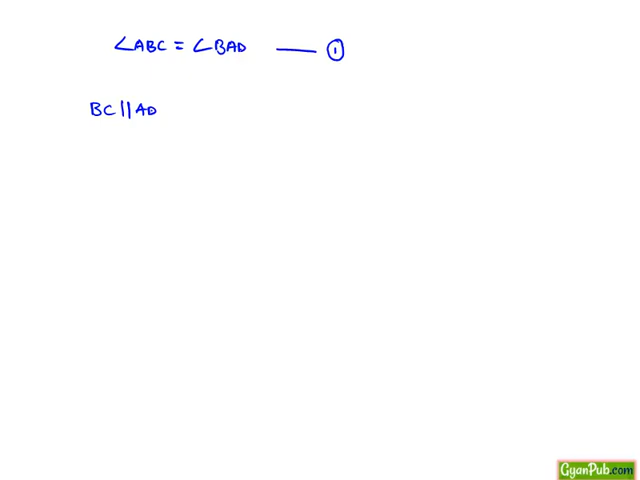 ∠ABC = ∠BAD —— ①
BC || AD
GyanPub.com